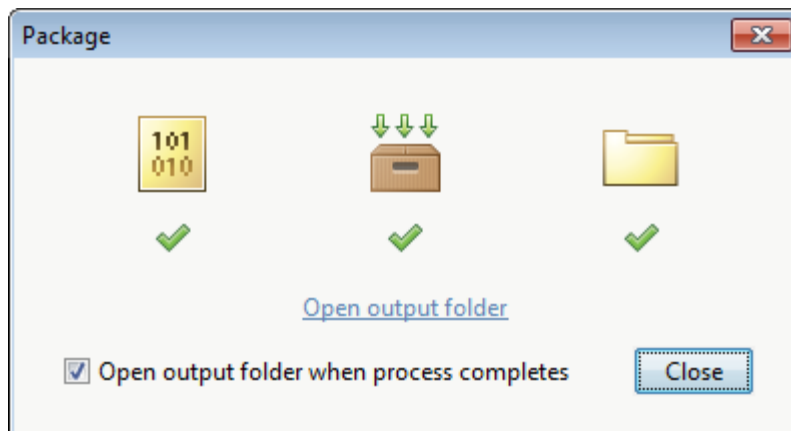 Package
101
010
Open output folder
Open output folder when process completes
Close